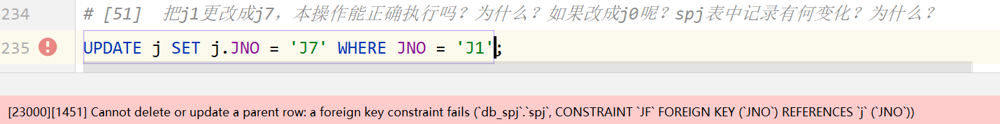 234 # [51] 把j1更改成j7，本操作能正确执行吗？为什么？如果改成j0呢？spj表中记录有何变化？为什么？
235 UPDATE j SET j.JNO = 'J7' WHERE JNO = 'J1';
[23000][1451] Cannot delete or update a parent row: a foreign key constraint fails (`db_spj`.`spj`, CONSTRAINT `JF` FOREIGN KEY (`JNO`) REFERENCES `j` (`JNO`))